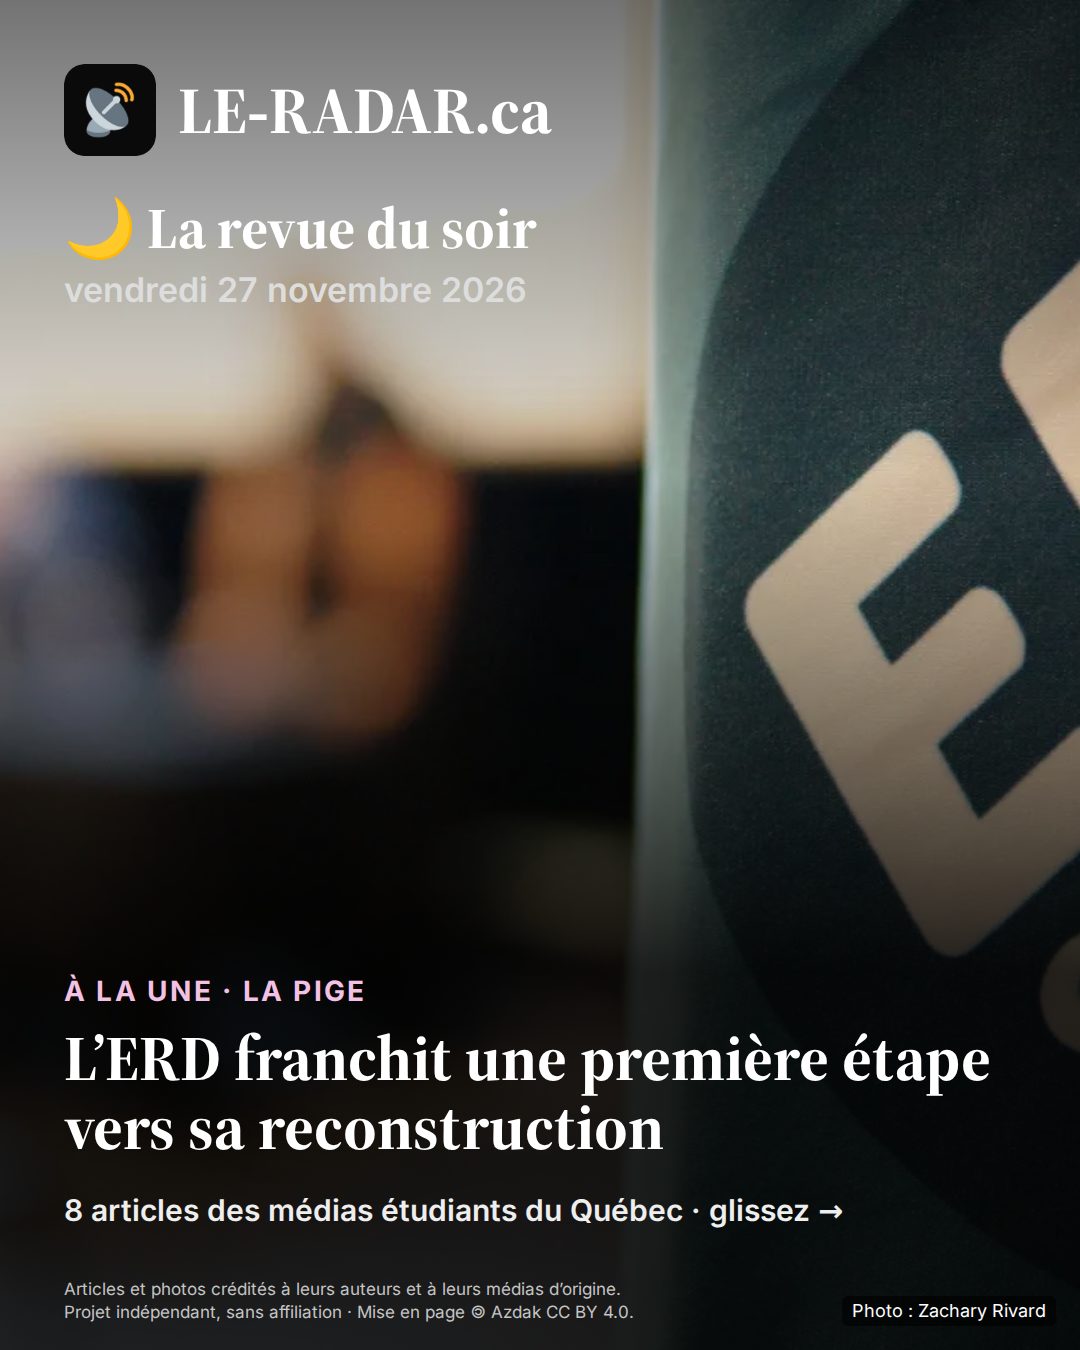 LE-RADAR.ca
🌙 La revue du soir
vendredi 27 novembre 2026
E
À LA UNE · LA PIGE
L’ERD franchit une première étape
vers sa reconstruction
8 articles des médias étudiants du Québec · glissez →
Articles et photos crédités à leurs auteurs et à leurs médias d’origine.
Projet indépendant, sans affiliation · Mise en page © Azdak CC BY 4.0.
Photo : Zachary Rivard